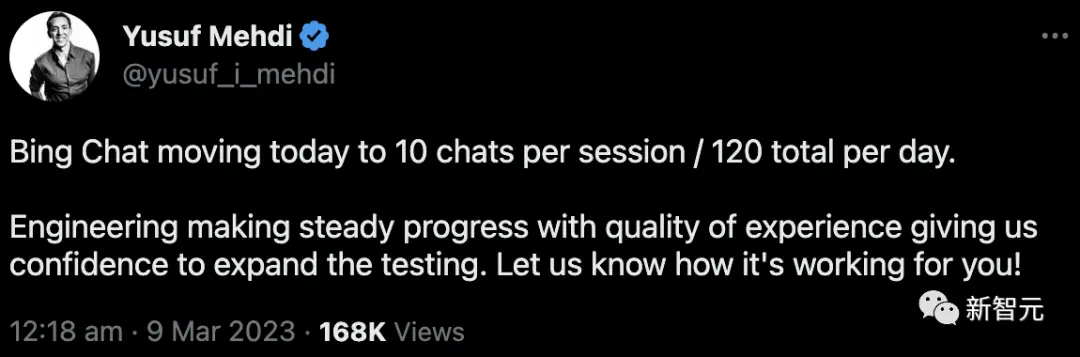 Yusuf Mehdi
@yusuf_i_mehdi
Bing Chat moving today to 10 chats per session / 120 total per day.
Engineering making steady progress with quality of experience giving us
confidence to expand the testing. Let us know how it's working for you!
新智元
12:18 am · 9 Mar 2023 · 168K Views